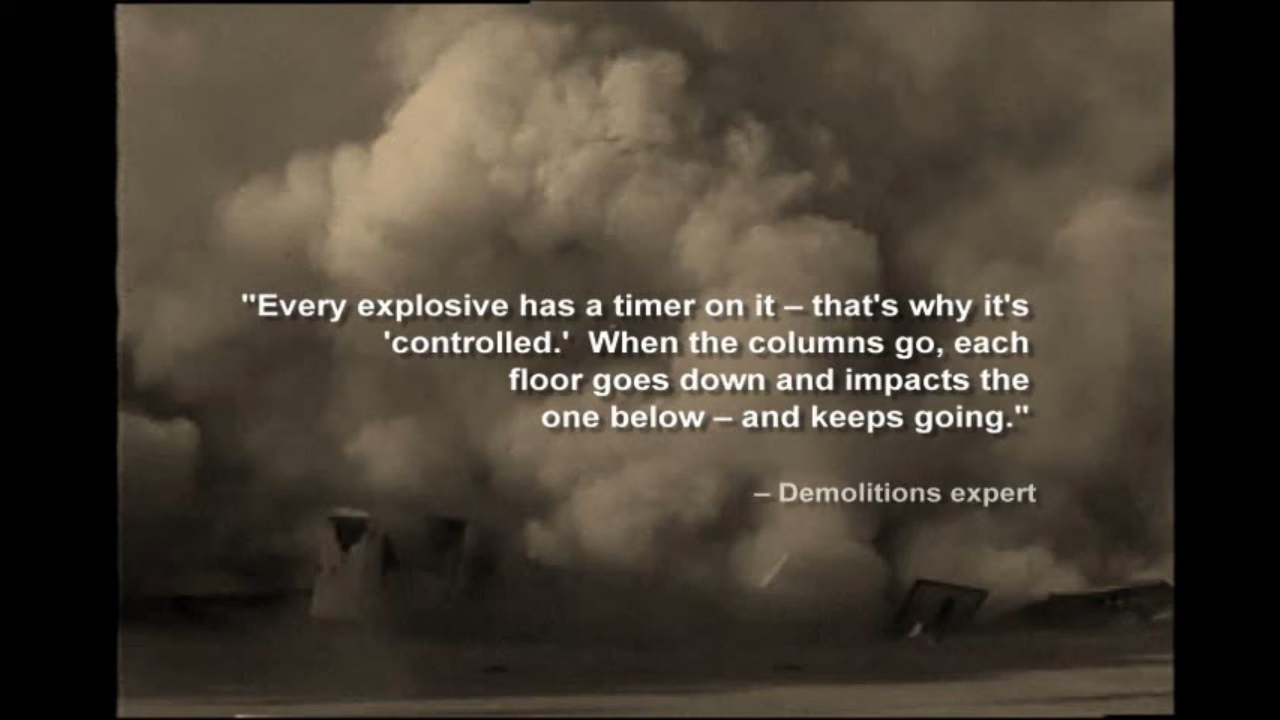 "Every explosive has a timer on it – that's why it's
'controlled.'  When the columns go, each
floor goes down and impacts the
one below – and keeps going."
– Demolitions expert